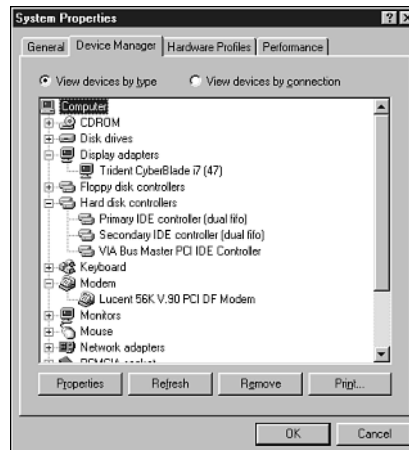 System Properties
General Device Manager Hardware Profiles Performance
View devices by type View devices by connection
Computer
CDROM
Disk drives
Display adapters
Trident CyberBlade i7 (47)
Floppy disk controllers
Hard disk controllers
Primary IDE controller (dual fifo)
Secondary IDE controller (dual fifo)
VIA Bus Master PCI IDE Controller
Keyboard
Modem
Lucent 56K V.90 PCI DF Modem
Monitors
Mouse
Network adapters
PCMCIA socket
Properties Refresh Remove Print...
OK Cancel